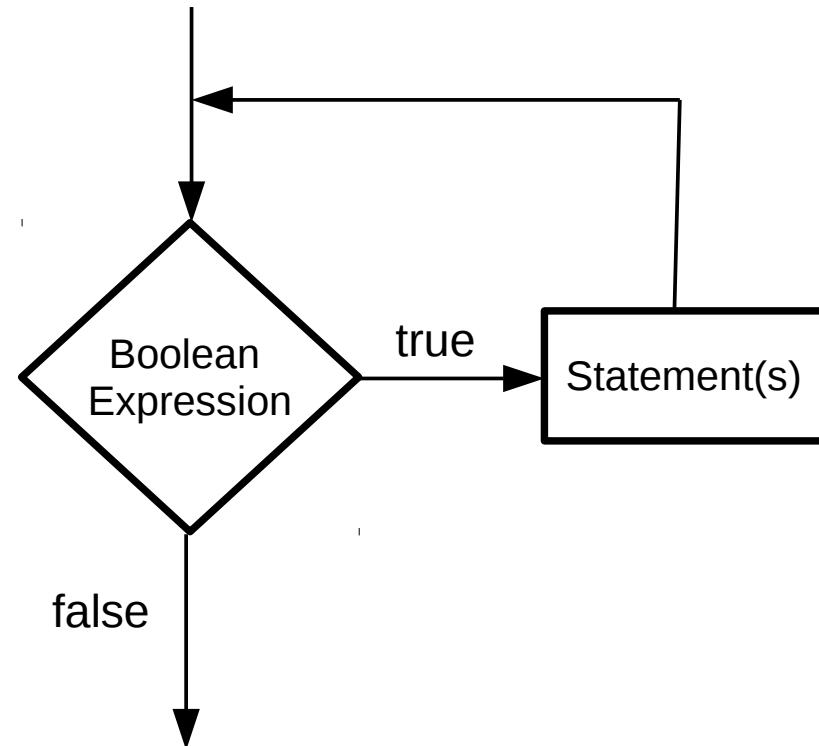 true
Boolean
Expression
Statement(s)
false